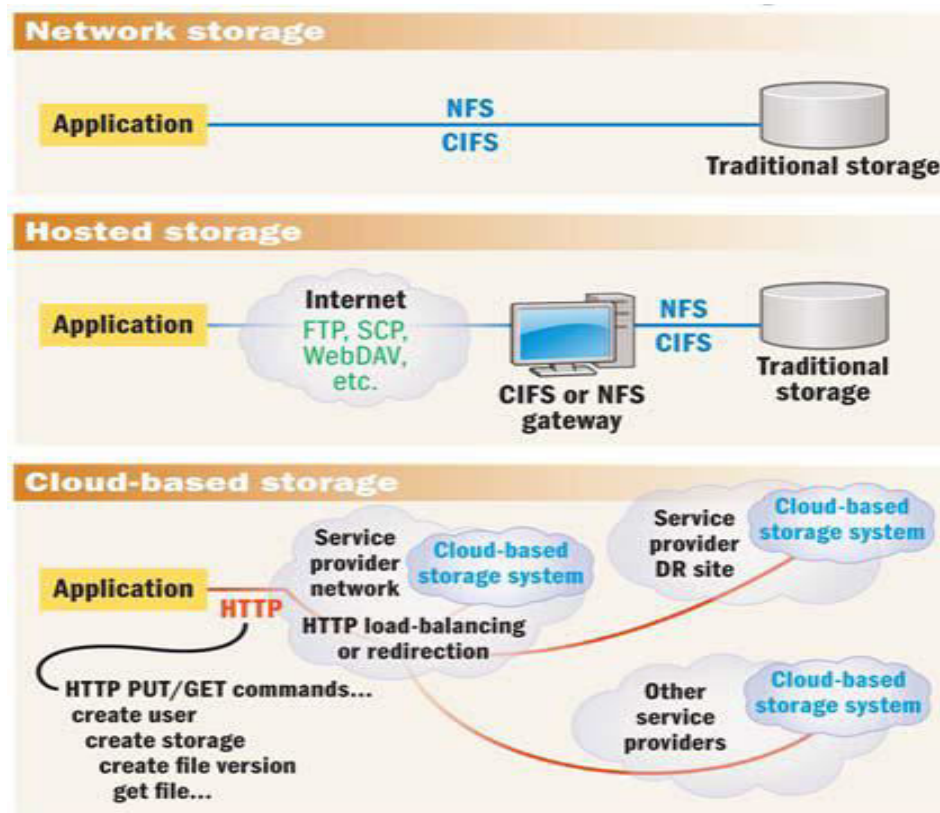 Network storage
Application
NFS
CIFS
Traditional storage
Hosted storage
Application
Internet
FTP, SCP,
WebDAV,
etc.
CIFS or NFS
gateway
NFS
CIFS
Traditional
storage
Cloud-based storage
Application
HTTP
Service
provider
network
Cloud-based
storage system
HTTP load-balancing
or redirection
Service
provider
DR site
Cloud-based
storage system
Other
service
providers
Cloud-based
storage system
HTTP PUT/GET commands...
create user
create storage
create file version
get file...